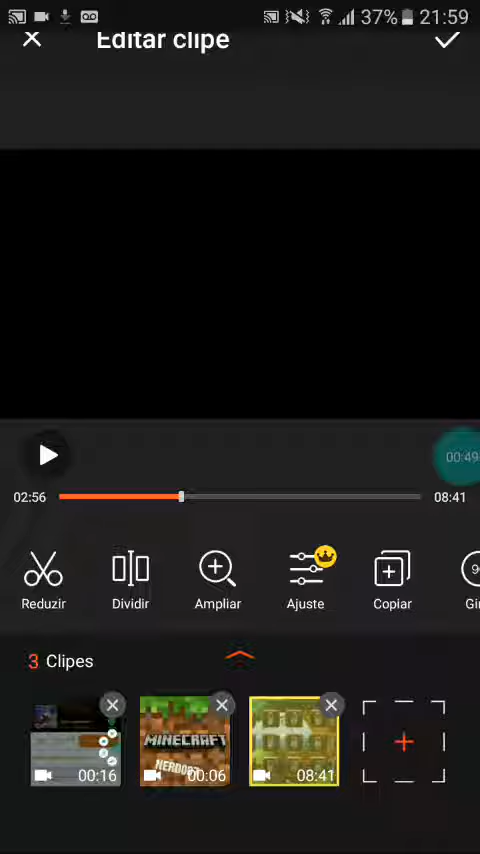 37% 21:59
Editar clipe
00:49
02:56 08:41
Reduzir Dividir Ampliar Ajuste Copiar
3 Clipes
MINECRAFT
00:16 00:06 08:41